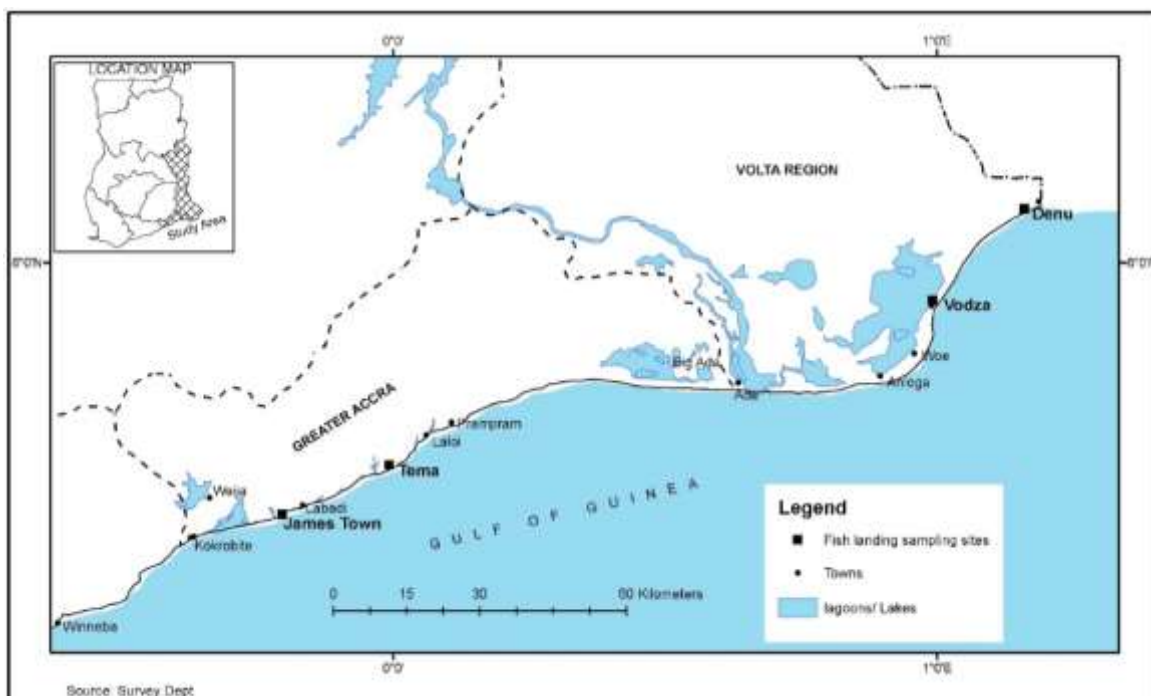 0°0'
1°0'E
LOCATION MAP
Study Area
VOLTA REGION
Denu
6°0'N
6°0'N
Vodza
Woe
Big Ada
Ada
Anloga
GREATER ACCRA
Prampram
Laloi
Tema
Weija
Labadi
James Town
Kokrobite
GULF OF GUINEA
Winneba
0 15 30 60 Kilometers
Legend
Fish landing sampling sites
Towns
lagoons/ Lakes
0°0'
1°0'E
Source: Survey Dept